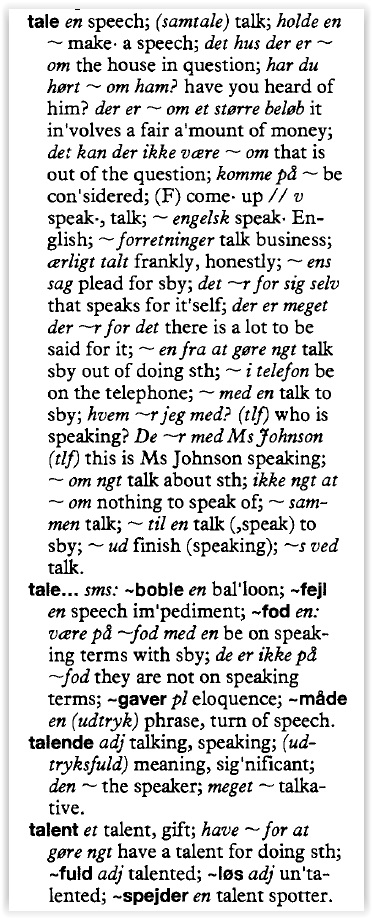 tale en speech; (samtale) talk; holde en
~ make· a speech; det hus der er ~
om the house in question; har du
hørt ~ om ham? have you heard of
him? der er ~ om et større beløb it
in'volves a fair a'mount of money;
det kan der ikke være ~ om that is
out of the question; komme på ~ be
con'sidered; (F) come· up // v
speak·, talk; ~ engelsk speak· En-
glish; ~ forretninger talk business;
ærligt talt frankly, honestly; ~ ens
sag plead for sby; det ~r for sig selv
that speaks for it'self; der er meget
der ~r for det there is a lot to be
said for it; ~ en fra at gøre ngt talk
sby out of doing sth; ~ i telefon be
on the telephone; ~ med en talk to
sby; hvem ~r jeg med? (tlf) who is
speaking? De ~r med Ms Johnson
(tlf) this is Ms Johnson speaking;
~ om ngt talk about sth; ikke ngt at
~ om nothing to speak of; ~ sam-
men talk; ~ til en talk (,speak) to
sby; ~ ud finish (speaking); ~s ved
talk.
tale... sms: ~boble en bal'loon; ~fejl
en speech im'pediment; ~fod en:
være på ~fod med en be on speak-
ing terms with sby; de er ikke på
~fod they are not on speaking
terms; ~gaver pl eloquence; ~måde
en (udtryk) phrase, turn of speech.
talende adj talking, speaking; (ud-
tryksfuld) meaning, sig'nificant;
den ~ the speaker; meget ~ talka-
tive.
talent et talent, gift; have ~ for at
gøre ngt have a talent for doing sth;
~fuld adj talented; ~løs adj un'ta-
lented; ~spejder en talent spotter.